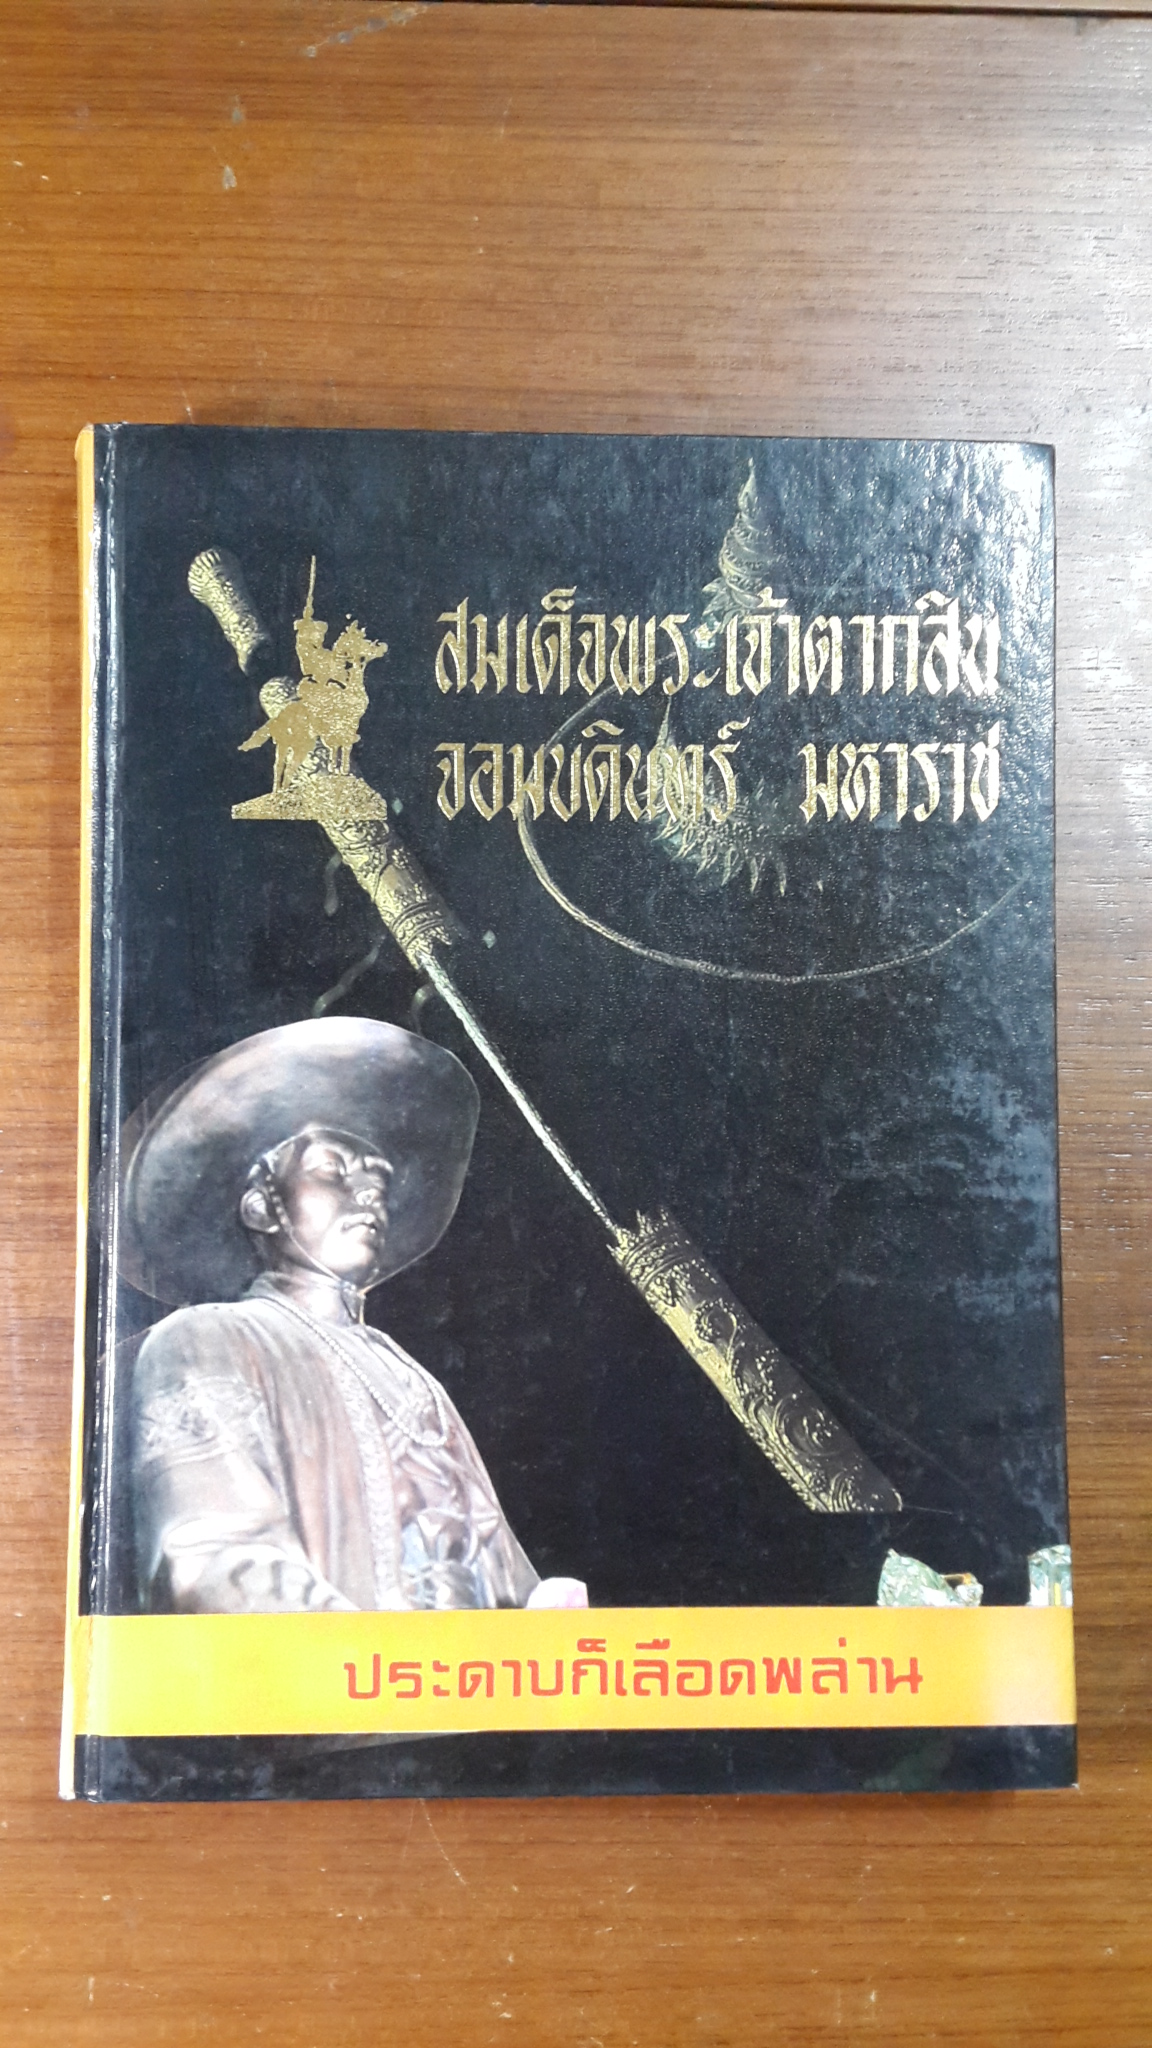 สมเด็จพระเจ้าตากสิน
จอมบดินทร์ มหาราช
ประดาบก็เลือดพล่าน